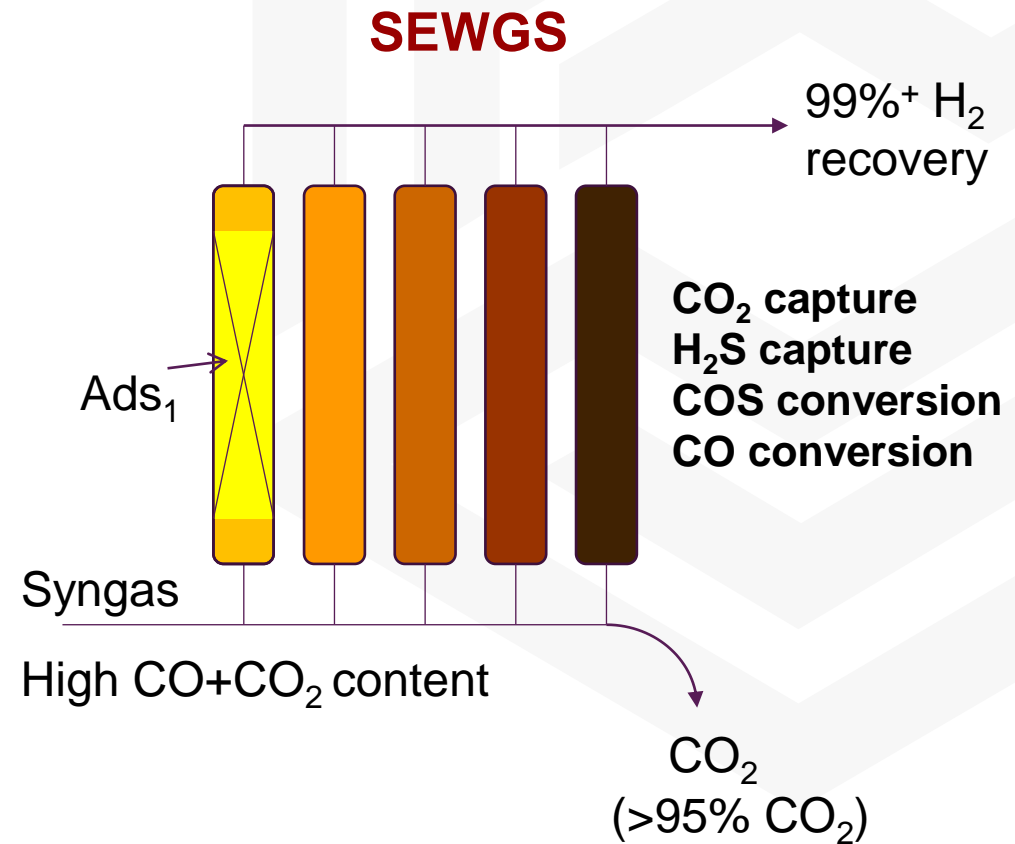 SEWGS
99%⁺ H₂
recovery
CO₂ capture
H₂S capture
COS conversion
CO conversion
Ads₁
Syngas
High CO+CO₂ content
CO₂
(>95% CO₂)